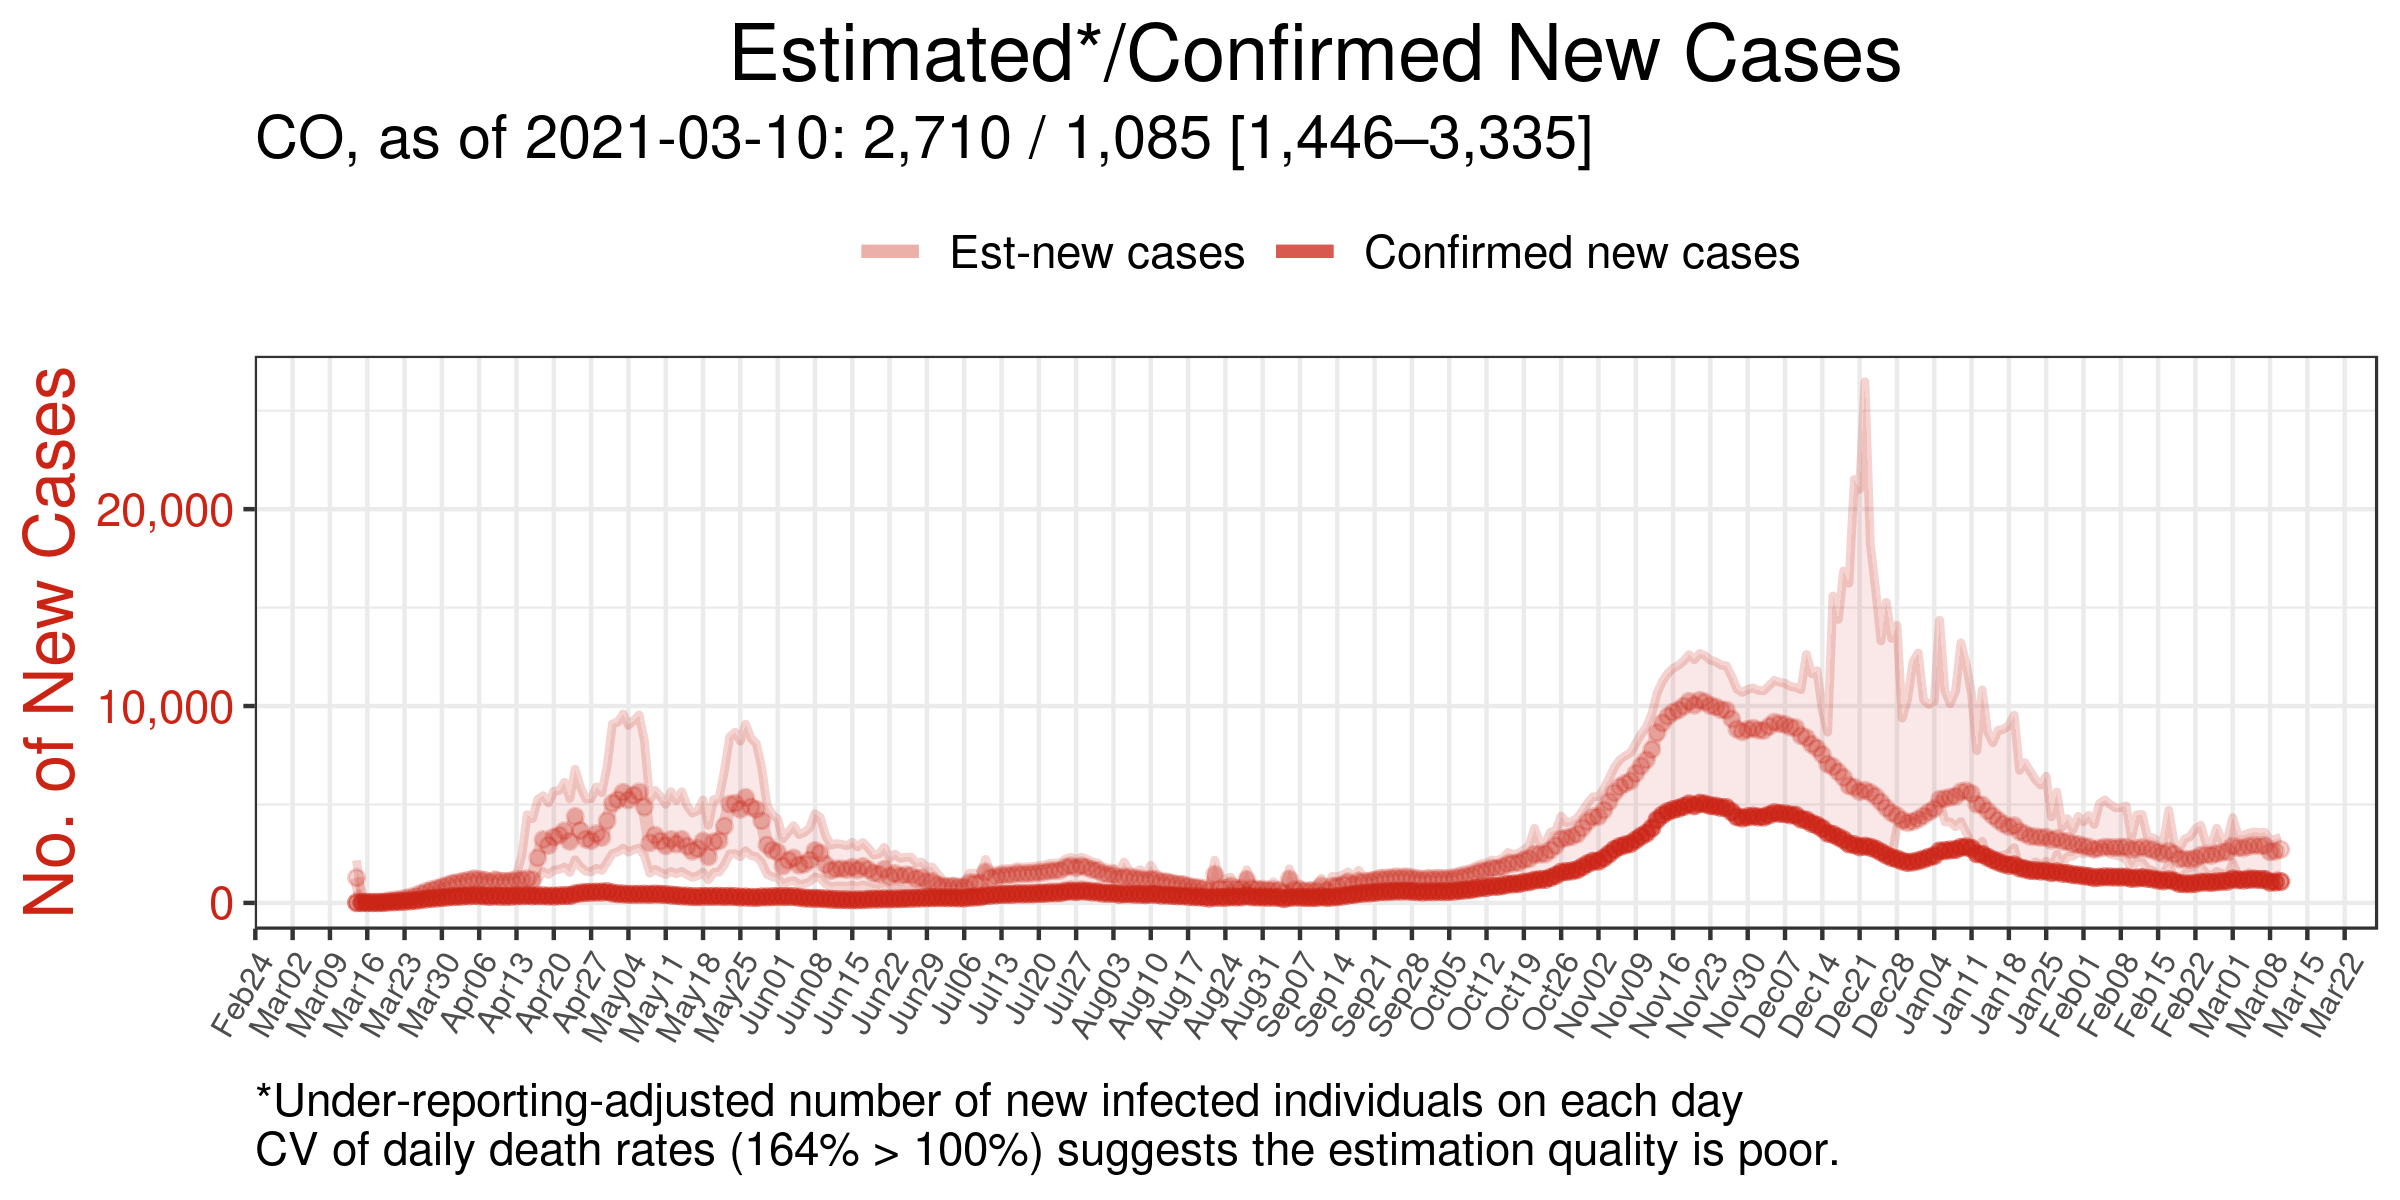 Estimated*/Confirmed New Cases
CO, as of 2021-03-10: 2,710 / 1,085 [1,446–3,335]
Est-new cases
Confirmed new cases
No. of New Cases
20,000
10,000
0
Feb24
Mar02
Mar09
Mar16
Mar23
Mar30
Apr06
Apr13
Apr20
Apr27
May04
May11
May18
May25
Jun01
Jun08
Jun15
Jun22
Jun29
Jul06
Jul13
Jul20
Jul27
Aug03
Aug10
Aug17
Aug24
Aug31
Sep07
Sep14
Sep21
Sep28
Oct05
Oct12
Oct19
Oct26
Nov02
Nov09
Nov16
Nov23
Nov30
Dec07
Dec14
Dec21
Dec28
Jan04
Jan11
Jan18
Jan25
Feb01
Feb08
Feb15
Feb22
Mar01
Mar08
Mar15
Mar22
*Under-reporting-adjusted number of new infected individuals on each day
CV of daily death rates (164% > 100%) suggests the estimation quality is poor.